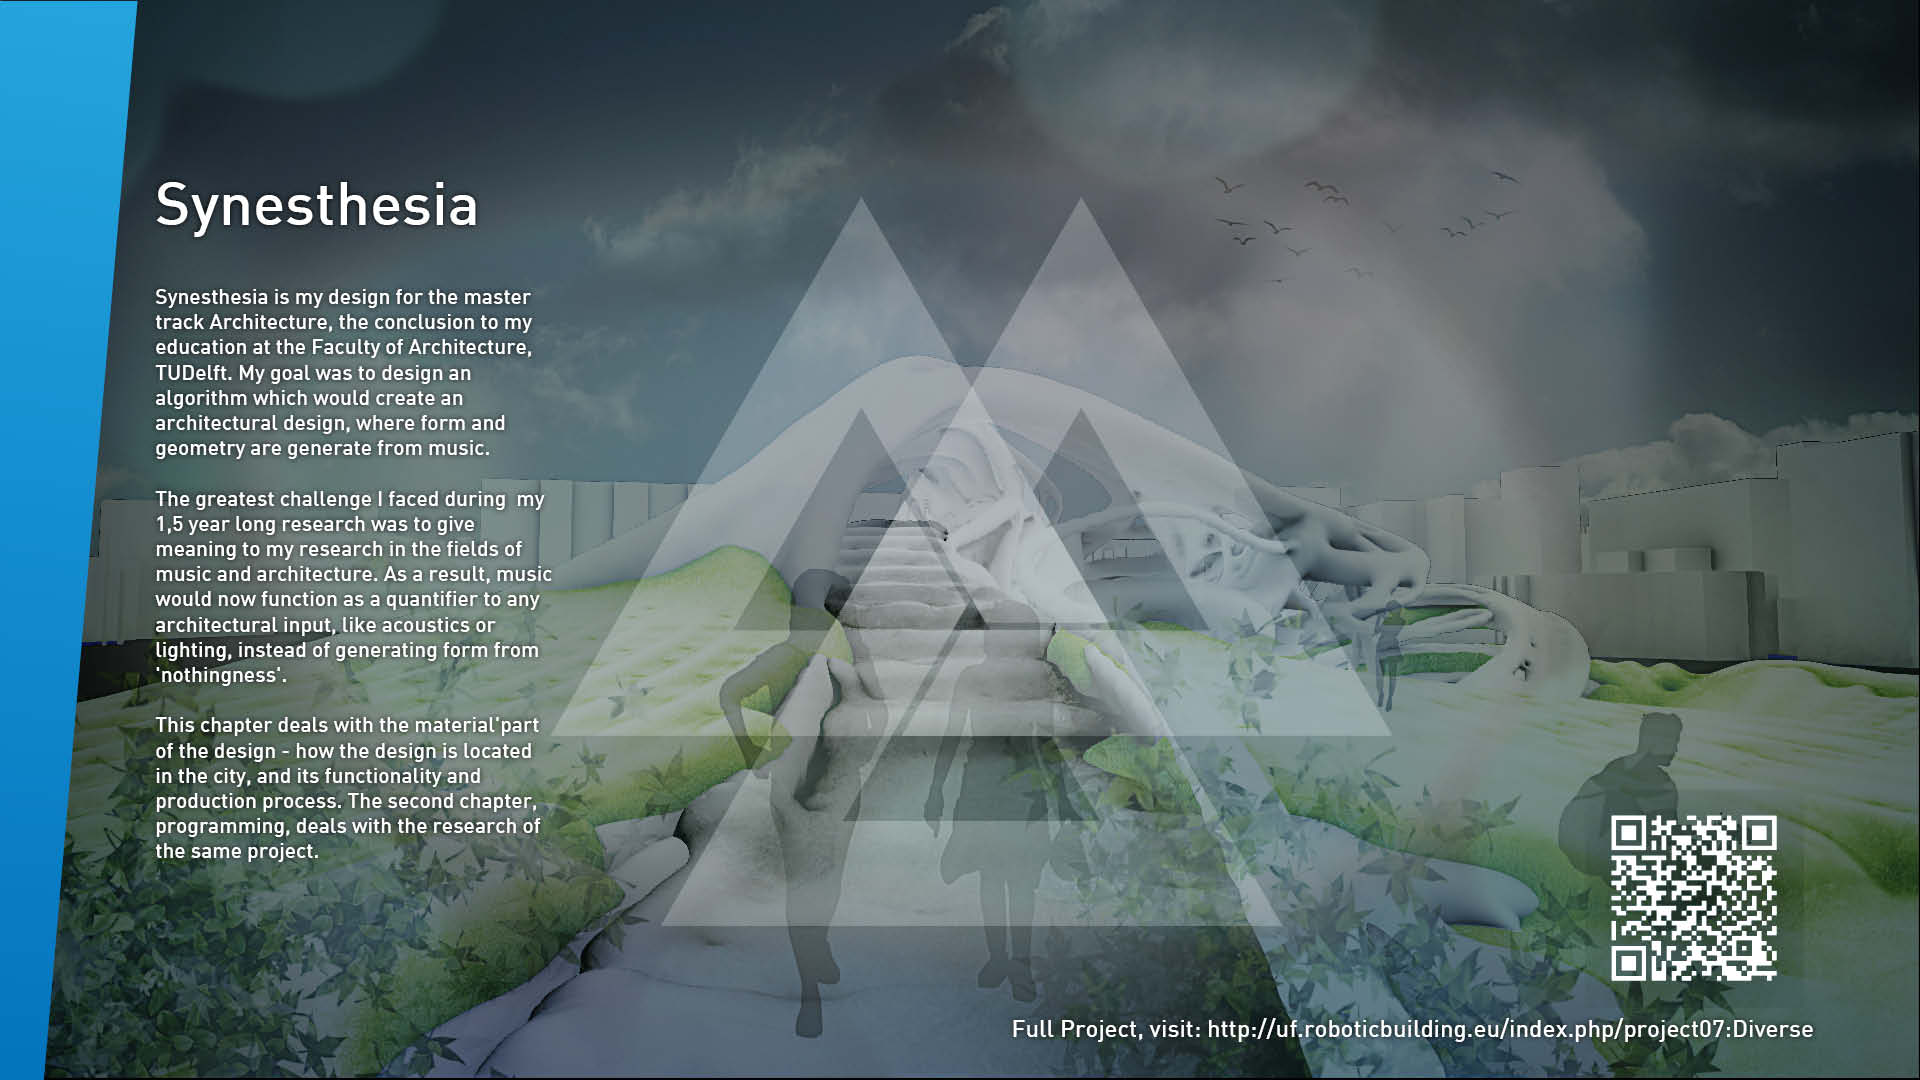 Synesthesia
Synesthesia is my design for the master
track Architecture, the conclusion to my
education at the Faculty of Architecture,
TUDelft. My goal was to design an
algorithm which would create an
architectural design, where form and
geometry are generate from music.
The greatest challenge I faced during  my
1,5 year long research was to give
meaning to my research in the fields of
music and architecture. As a result, music
would now function as a quantifier to any
architectural input, like acoustics or
lighting, instead of generating form from
'nothingness'.
This chapter deals with the material'part
of the design - how the design is located
in the city, and its functionality and
production process. The second chapter,
programming, deals with the research of
the same project.
Full Project, visit: http://uf.roboticbuilding.eu/index.php/project07:Diverse